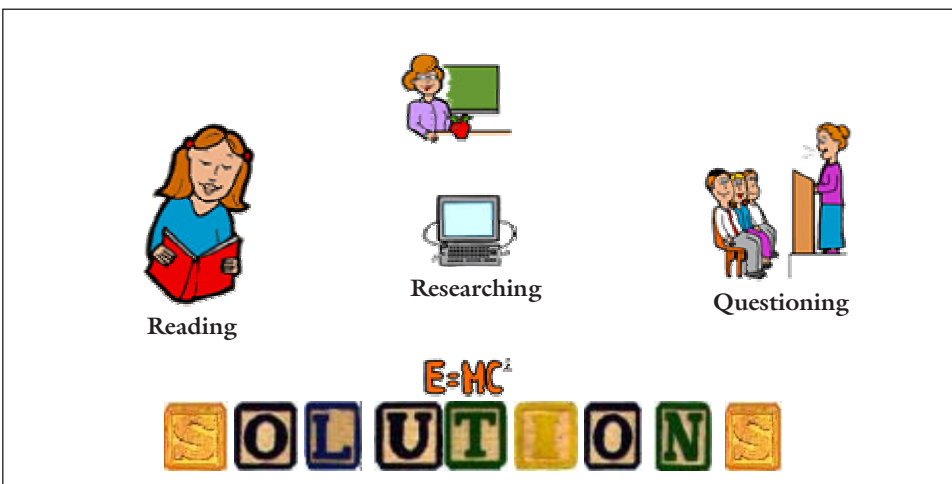 Researching
Reading
Questioning
E=MC²
SOLUTIONS